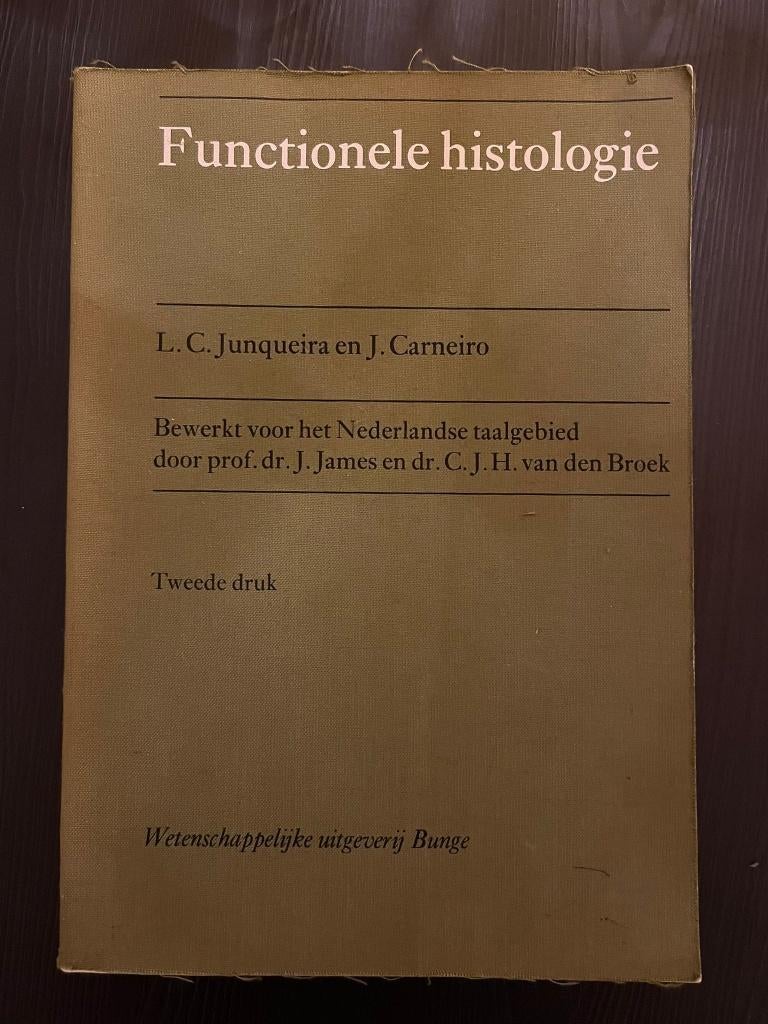 Functionele histologie
L. C. Junqueira en J. Carneiro
Bewerkt voor het Nederlandse taalgebied
door prof. dr. J. James en dr. C. J. H. van den Broek
Tweede druk
Wetenschappelijke uitgeverij Bunge